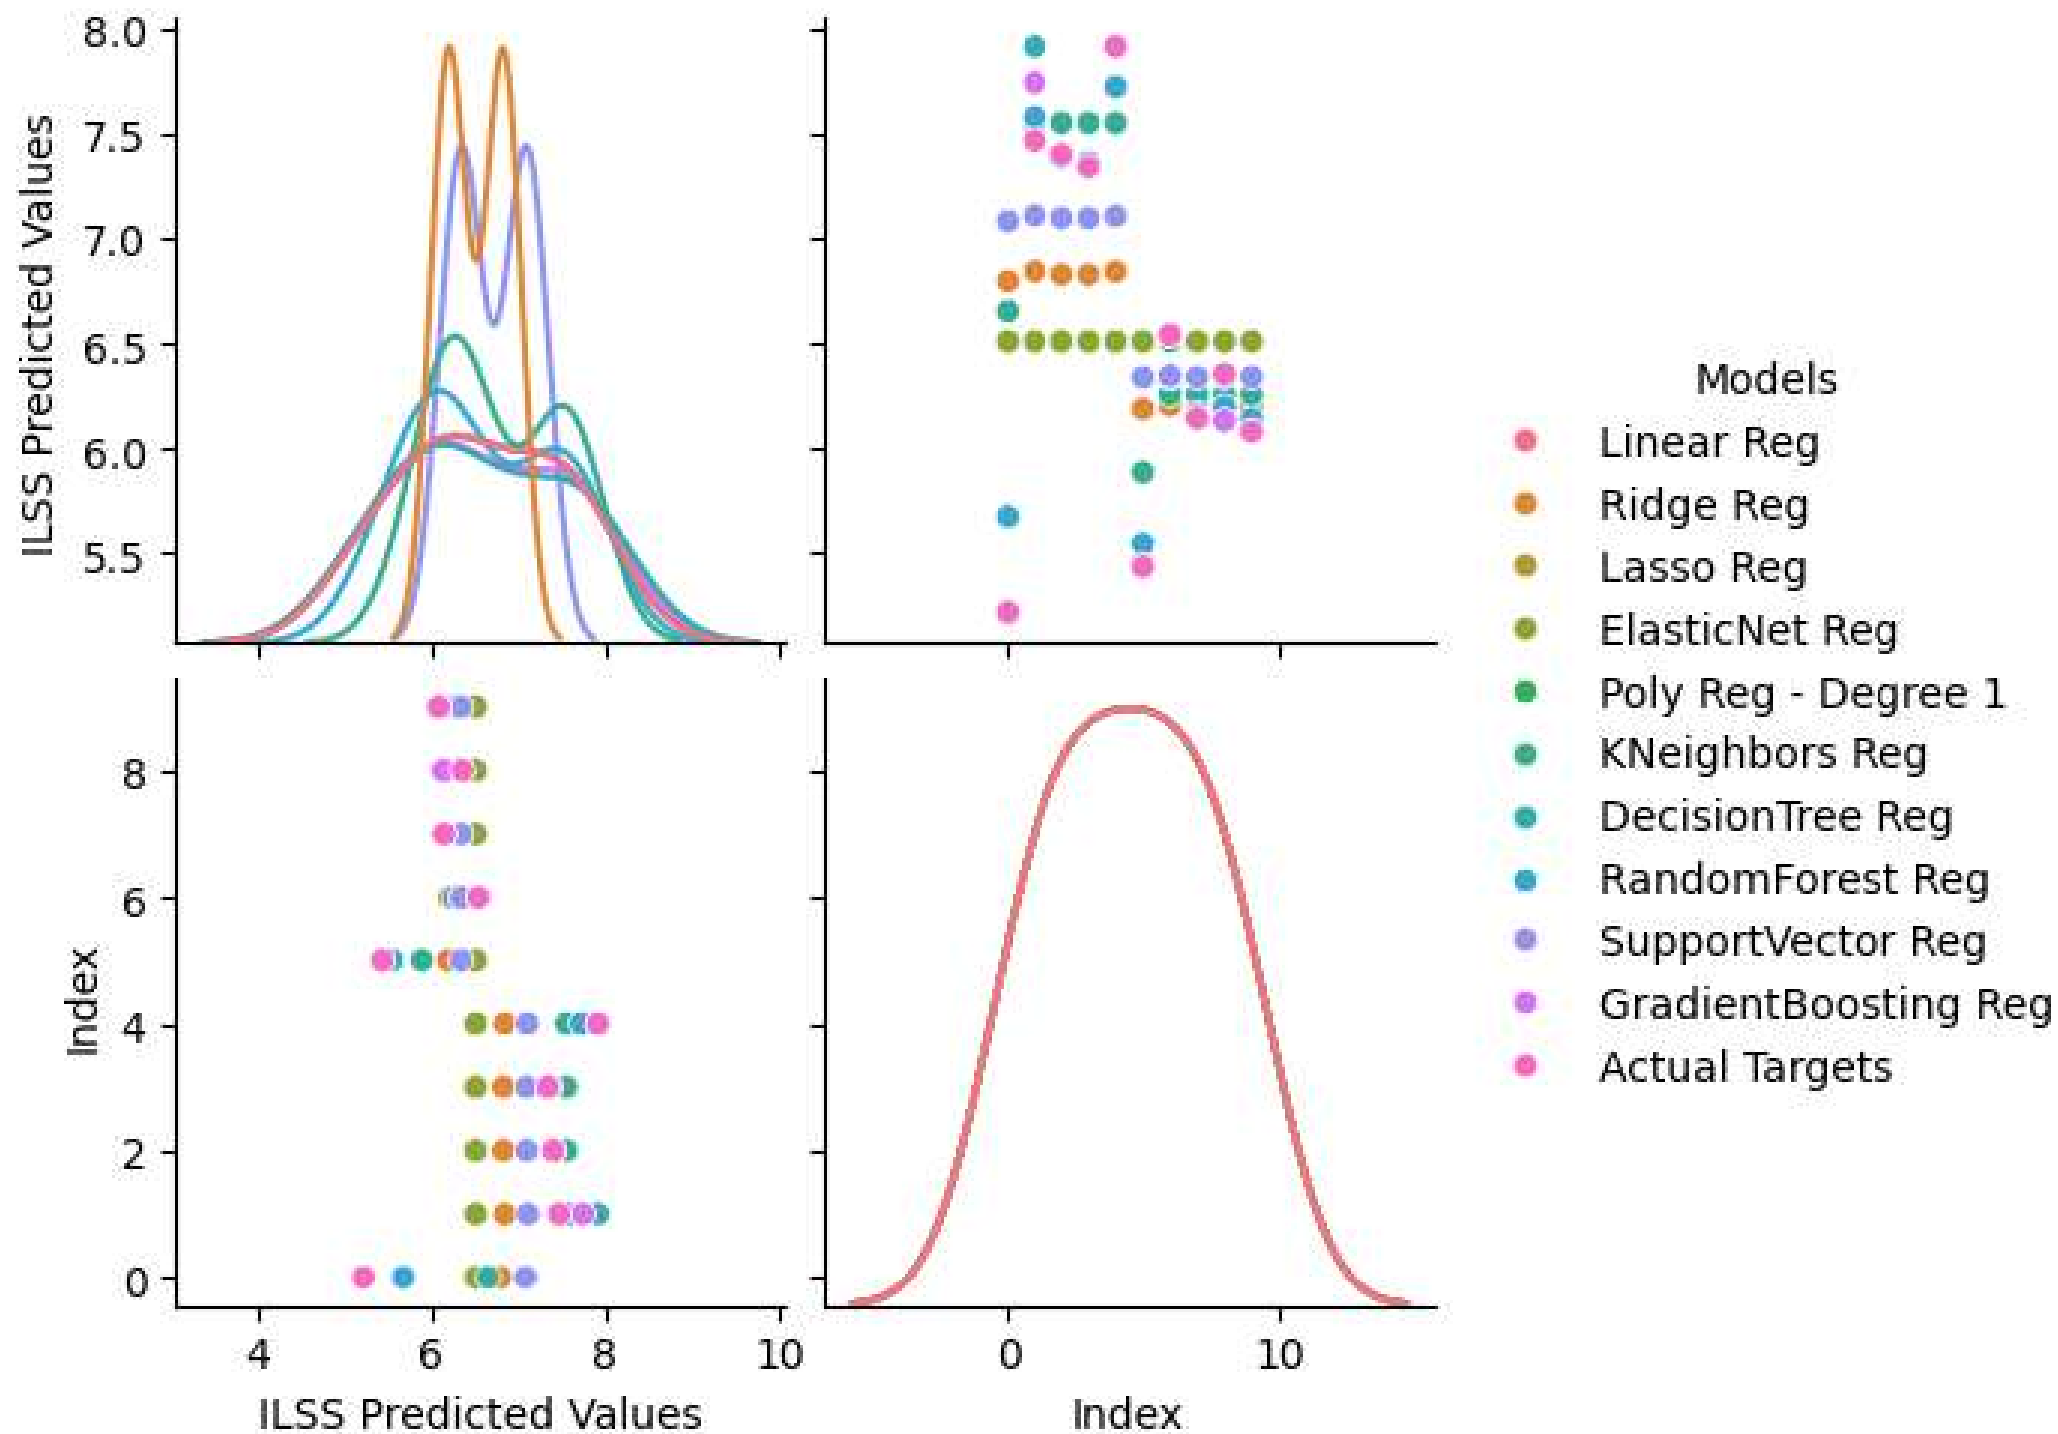 8.0
7.5
7.0
6.5
6.0
5.5
ILSS Predicted Values
8
6
4
2
0
Index
4
6
8
10
ILSS Predicted Values
0
10
Index
Models
Linear Reg
Ridge Reg
Lasso Reg
ElasticNet Reg
Poly Reg - Degree 1
KNeighbors Reg
DecisionTree Reg
RandomForest Reg
SupportVector Reg
GradientBoosting Reg
Actual Targets